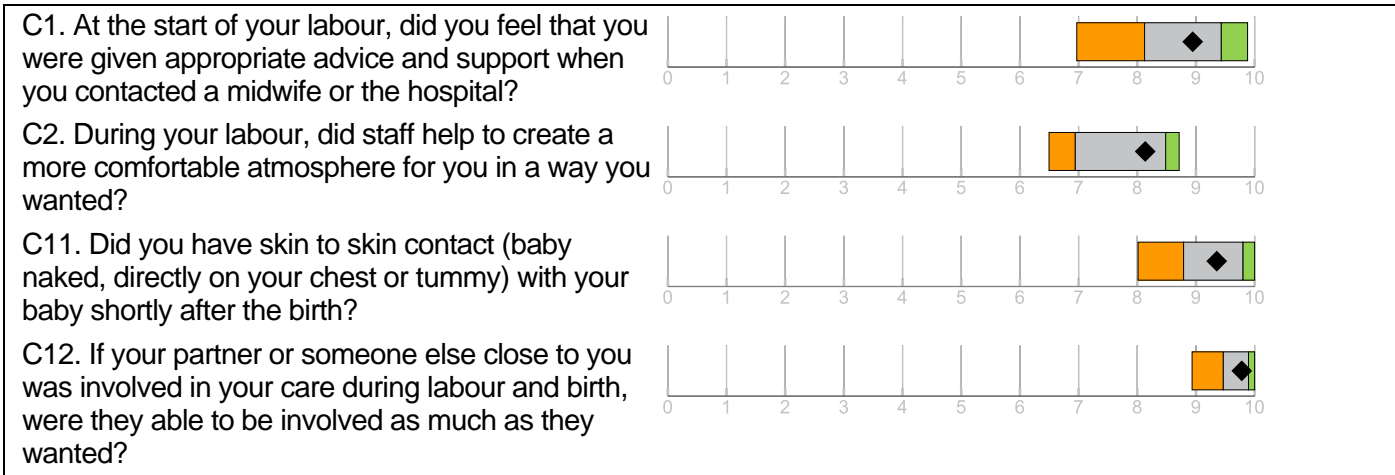 C1. At the start of your labour, did you feel that you
were given appropriate advice and support when
you contacted a midwife or the hospital?
0 1 2 3 4 5 6 7 8 9 10
C2. During your labour, did staff help to create a
more comfortable atmosphere for you in a way you
wanted?
0 1 2 3 4 5 6 7 8 9 10
C11. Did you have skin to skin contact (baby
naked, directly on your chest or tummy) with your
baby shortly after the birth?
0 1 2 3 4 5 6 7 8 9 10
C12. If your partner or someone else close to you
was involved in your care during labour and birth,
were they able to be involved as much as they
wanted?
0 1 2 3 4 5 6 7 8 9 10